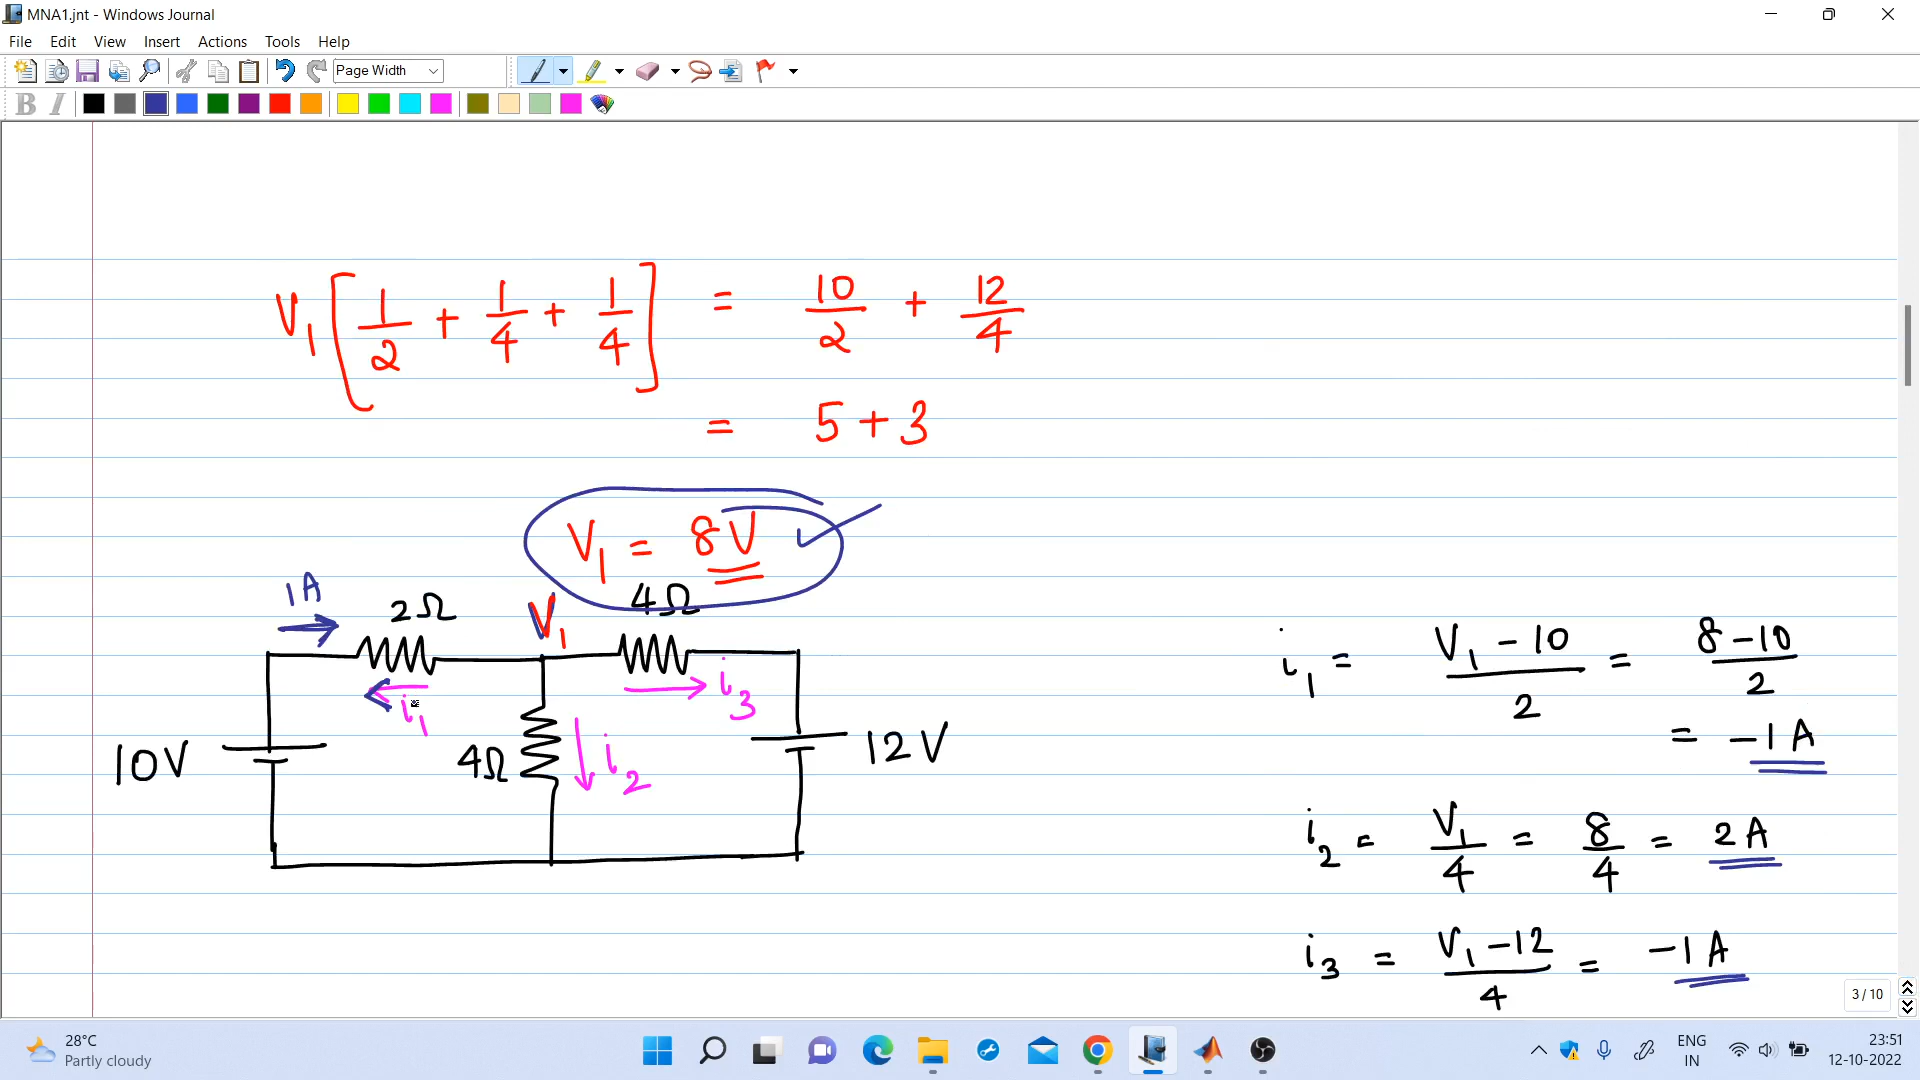 MNA1.jnt - Windows Journal
File Edit View Insert Actions Tools Help
Page Width
B I
V₁ [1/2 + 1/4 + 1/4] = 10/2 + 12/4
= 5 + 3
V₁ = 8V
1A
2Ω
V₁
4Ω
i₁
i₃
10V
4Ω
i₂
12V
i₁ = (V₁ - 10)/2 = (8 - 10)/2
= -1A
i₂ = V₁/4 = 8/4 = 2A
i₃ = (V₁ - 12)/4 = -1A
3 / 10
28°C
Partly cloudy
ENG
IN
23:51
12-10-2022